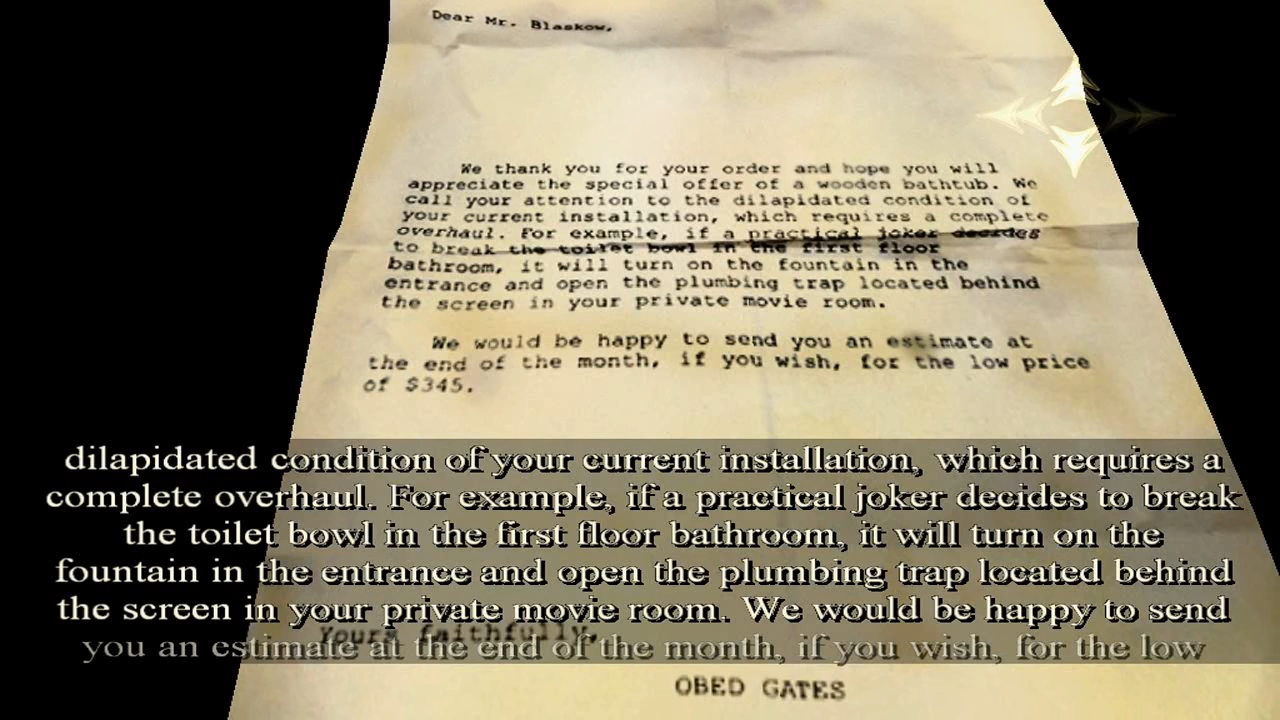 Dear Mr. Blaskow,
We thank you for your order and hope you will
appreciate the special offer of a wooden bathtub. We
call your attention to the dilapidated condition of
your current installation, which requires a complete
overhaul. For example, if a practical joker decides
to break the toilet bowl in the first floor
bathroom, it will turn on the fountain in the
entrance and open the plumbing trap located behind
the screen in your private movie room.
We would be happy to send you an estimate at
the end of the month, if you wish, for the low price
of $345.
dilapidated condition of your current installation, which requires a
complete overhaul. For example, if a practical joker decides to break
the toilet bowl in the first floor bathroom, it will turn on the
fountain in the entrance and open the plumbing trap located behind
the screen in your private movie room. We would be happy to send
you an estimate at the end of the month, if you wish, for the low
Yours faithfully,
OBED GATES